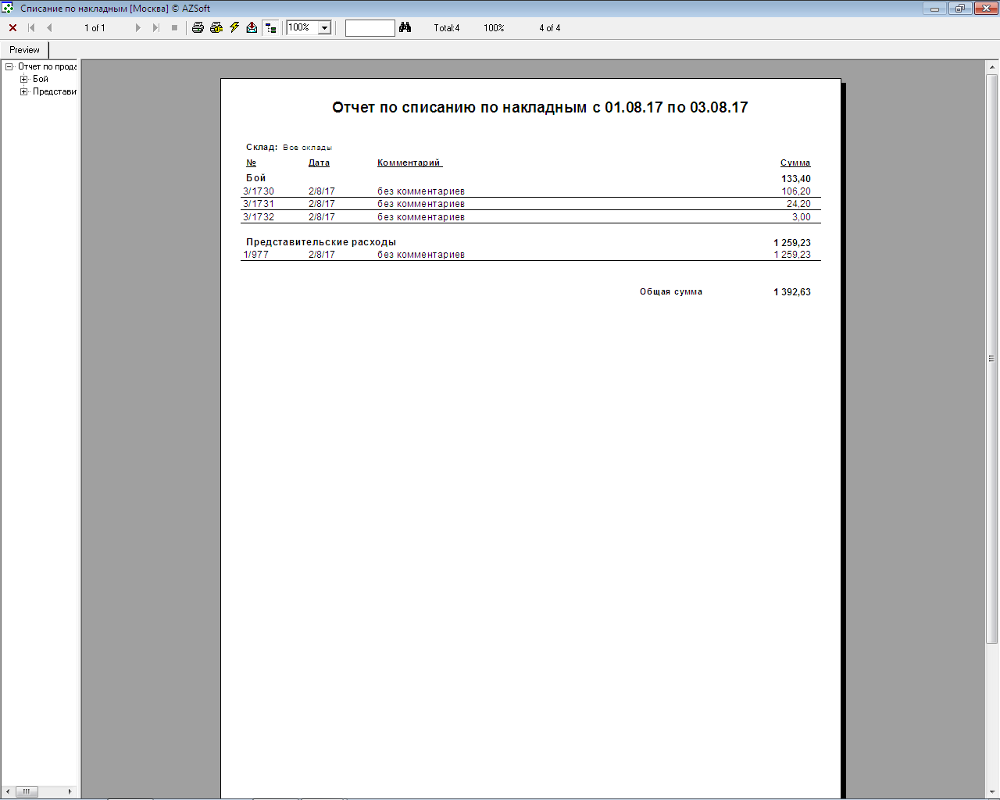 Списание по накладным [Москва] © AZSoft
1 of 1 100% Total:4 100% 4 of 4
Preview
Отчет по прода
Бой
Представи
Отчет по списанию по накладным с 01.08.17 по 03.08.17
Склад: Все склады
№ Дата Комментарий Сумма
Бой 133,40
3/1730 2/8/17 без комментариев 106,20
3/1731 2/8/17 без комментариев 24,20
3/1732 2/8/17 без комментариев 3,00
Представительские расходы 1 259,23
1/977 2/8/17 без комментариев 1 259,23
Общая сумма 1 392,63